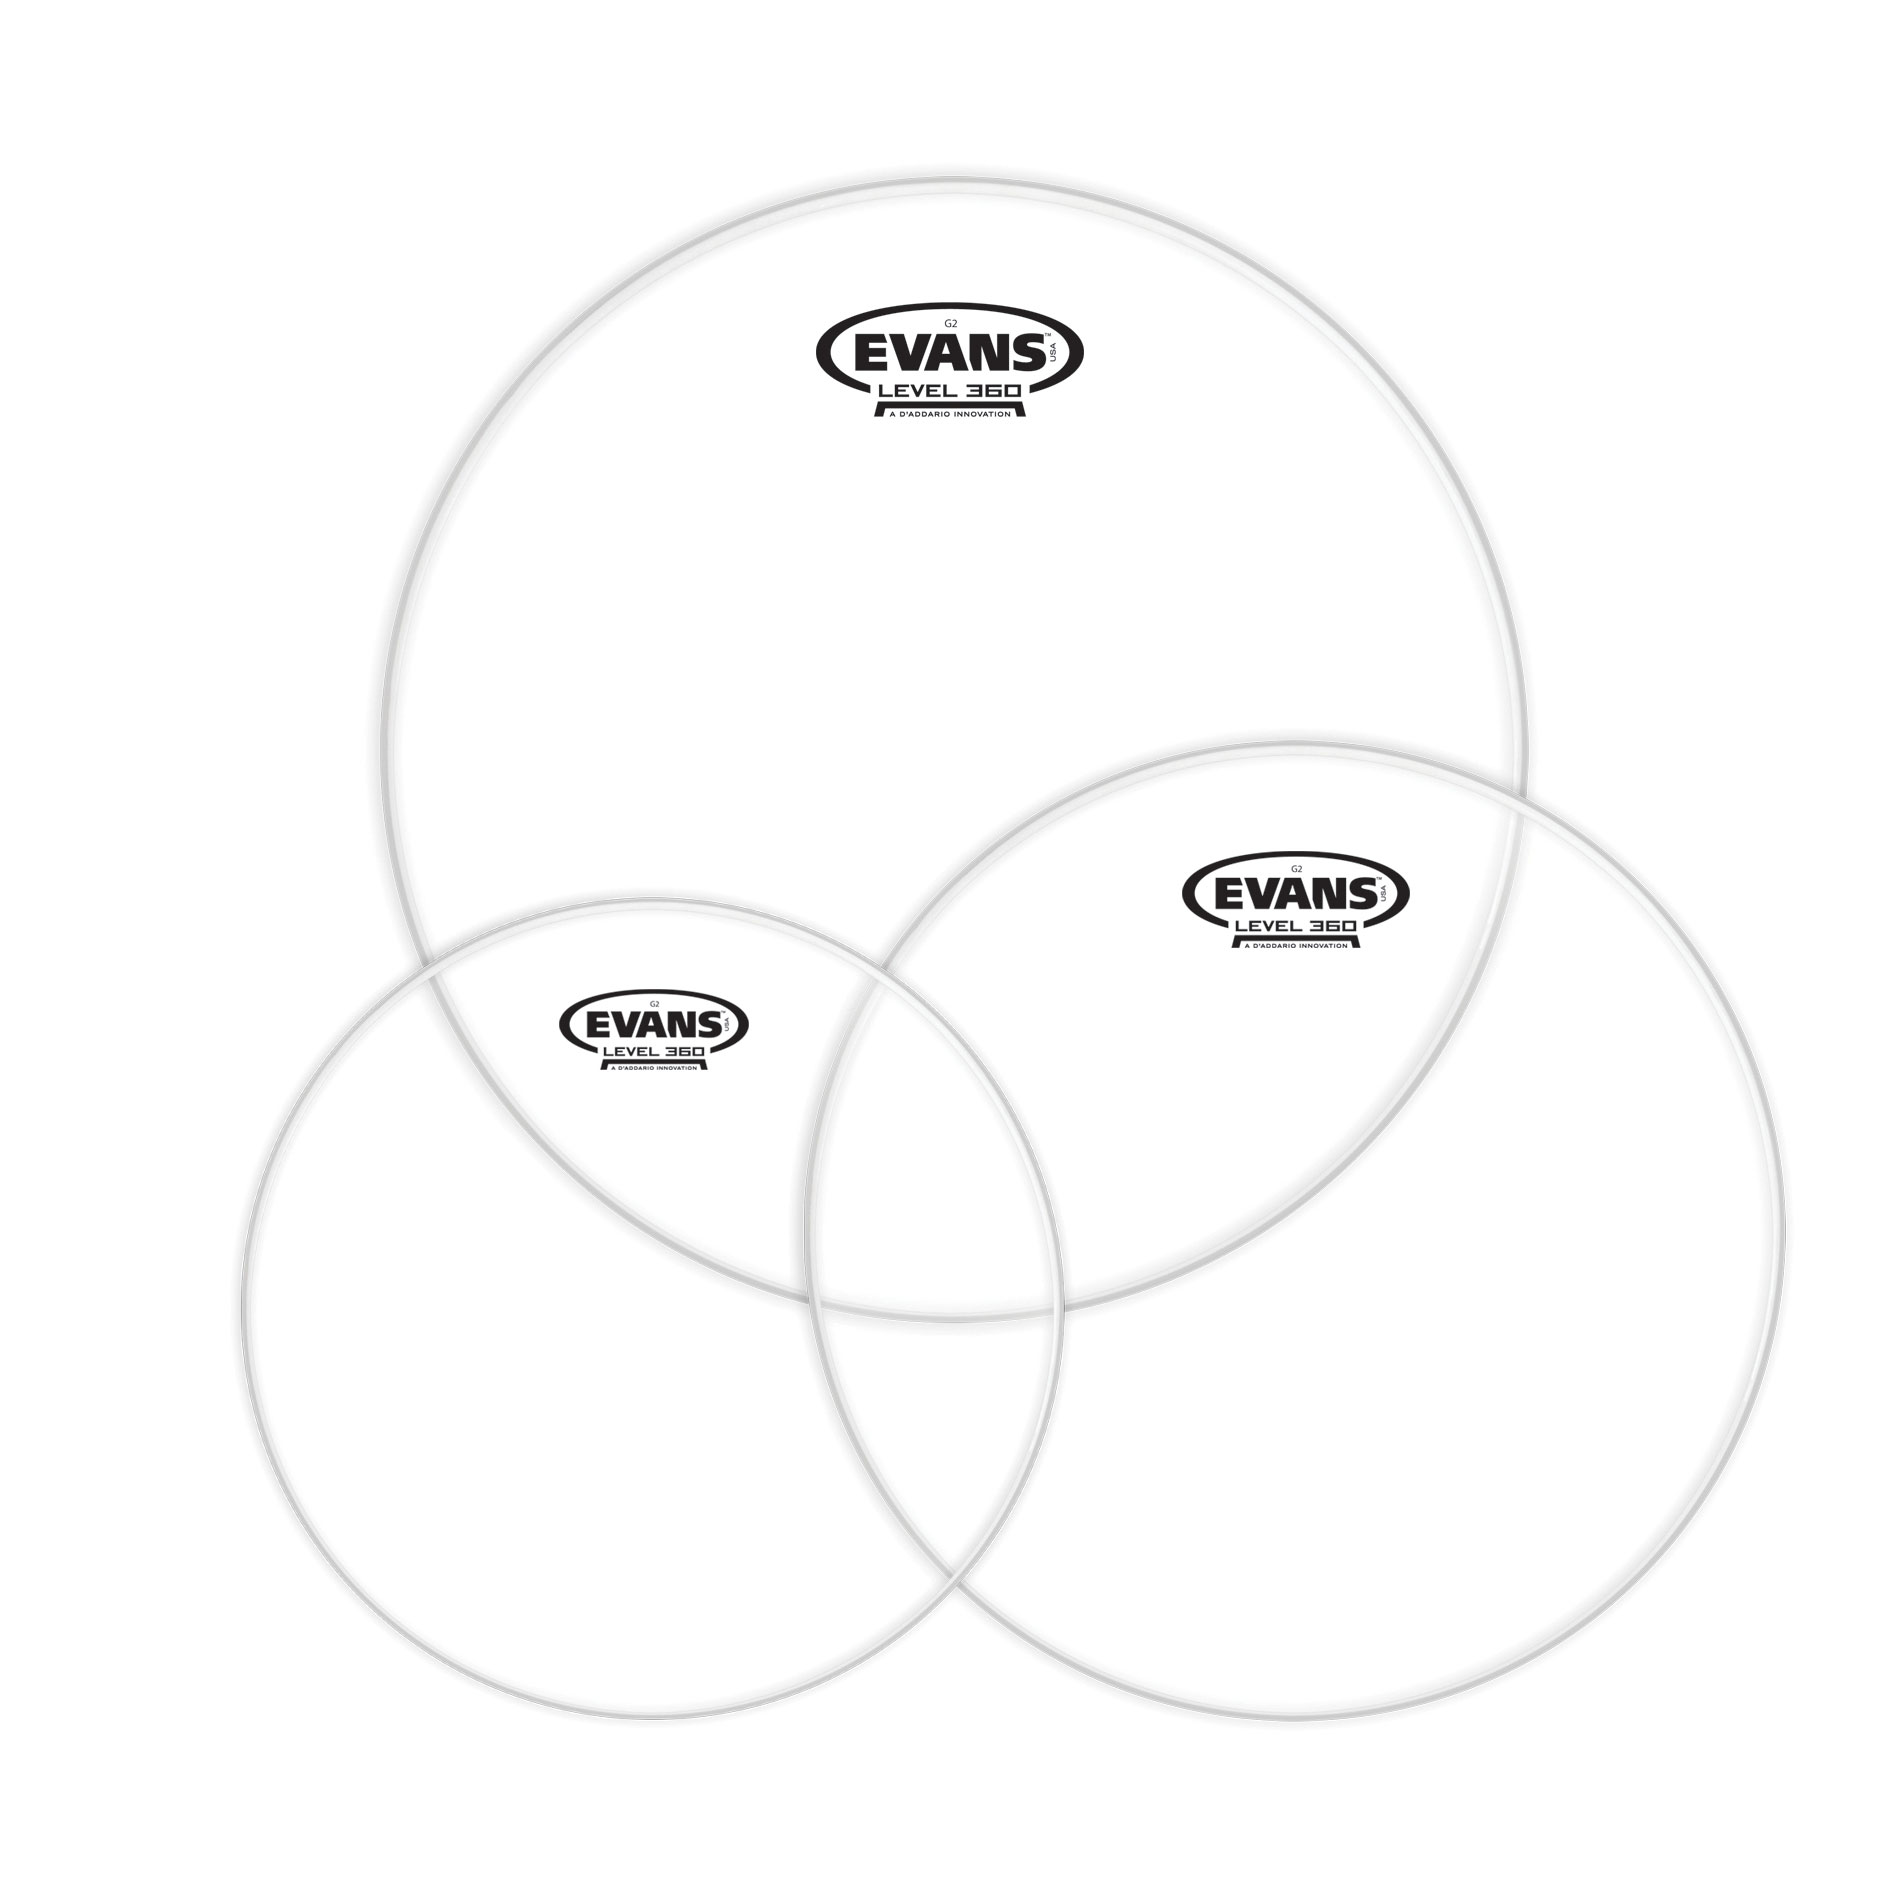 G2
EVANS™
USA
LEVEL 360
A D'ADDARIO INNOVATION
G2
EVANS™
USA
LEVEL 360
A D'ADDARIO INNOVATION
G2
EVANS™
USA
LEVEL 360
A D'ADDARIO INNOVATION